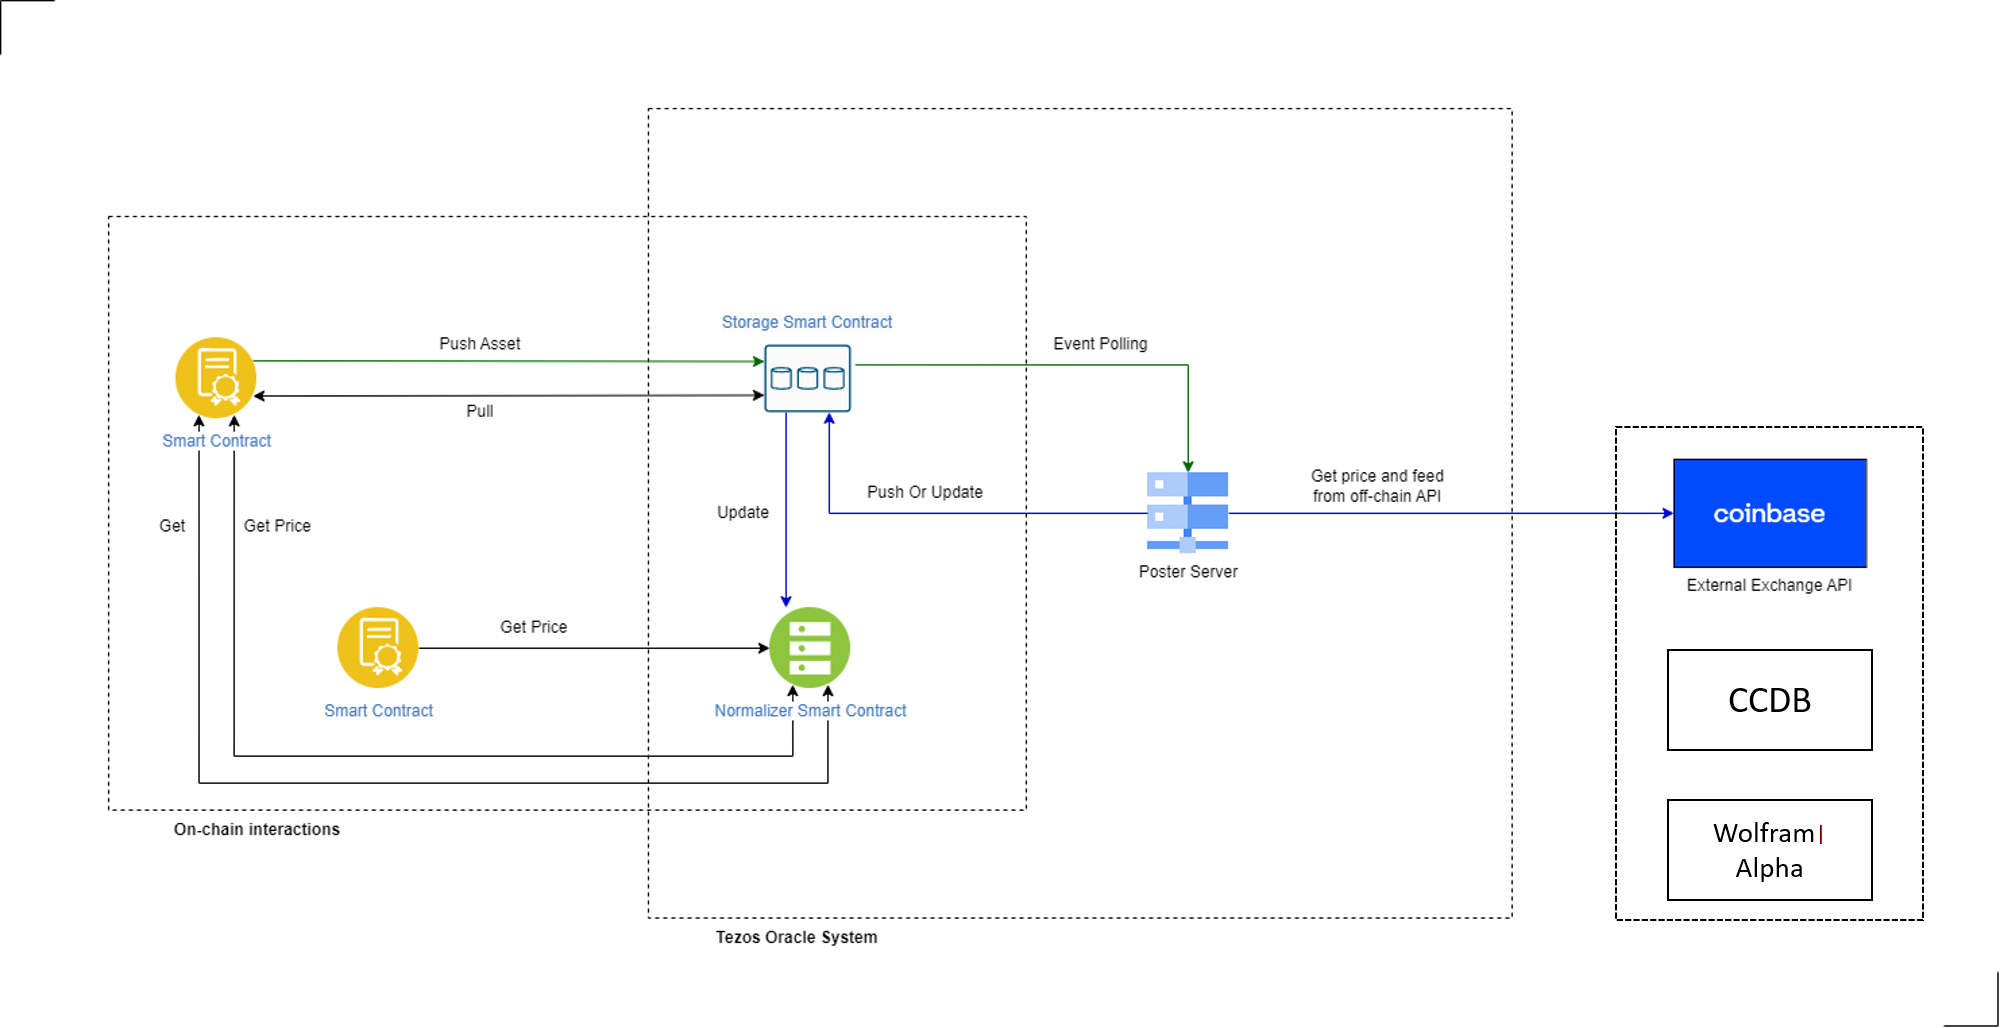 Storage Smart Contract
Push Asset
Event Polling
Pull
Smart Contract
Get price and feed
from off-chain API
Push Or Update
Update
coinbase
Get
Get Price
Poster Server
External Exchange API
Get Price
CCDB
Smart Contract
Normalizer Smart Contract
On-chain interactions
Wolfram|
Alpha
Tezos Oracle System